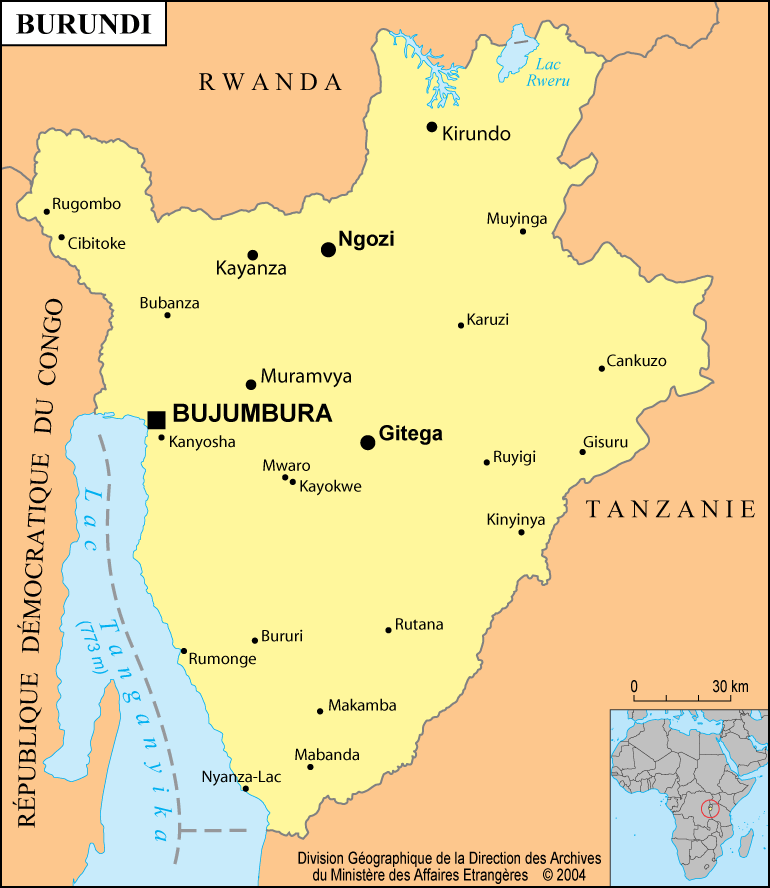 BURUNDI
RWANDA
Lac
Rweru
Kirundo
Rugombo
Cibitoke
Muyinga
Ngozi
Kayanza
Bubanza
Karuzi
Cankuzo
Muramvya
BUJUMBURA
Kanyosha
Gitega
Gisuru
Ruyigi
Mwaro
Kayokwe
Kinyinya
TANZANIE
RÉPUBLIQUE DÉMOCRATIQUE DU CONGO
Lac Tanganyika
(773 m)
Rutana
Bururi
Rumonge
Makamba
Mabanda
Nyanza-Lac
0 30 km
Division Géographique de la Direction des Archives
du Ministère des Affaires Etrangères © 2004